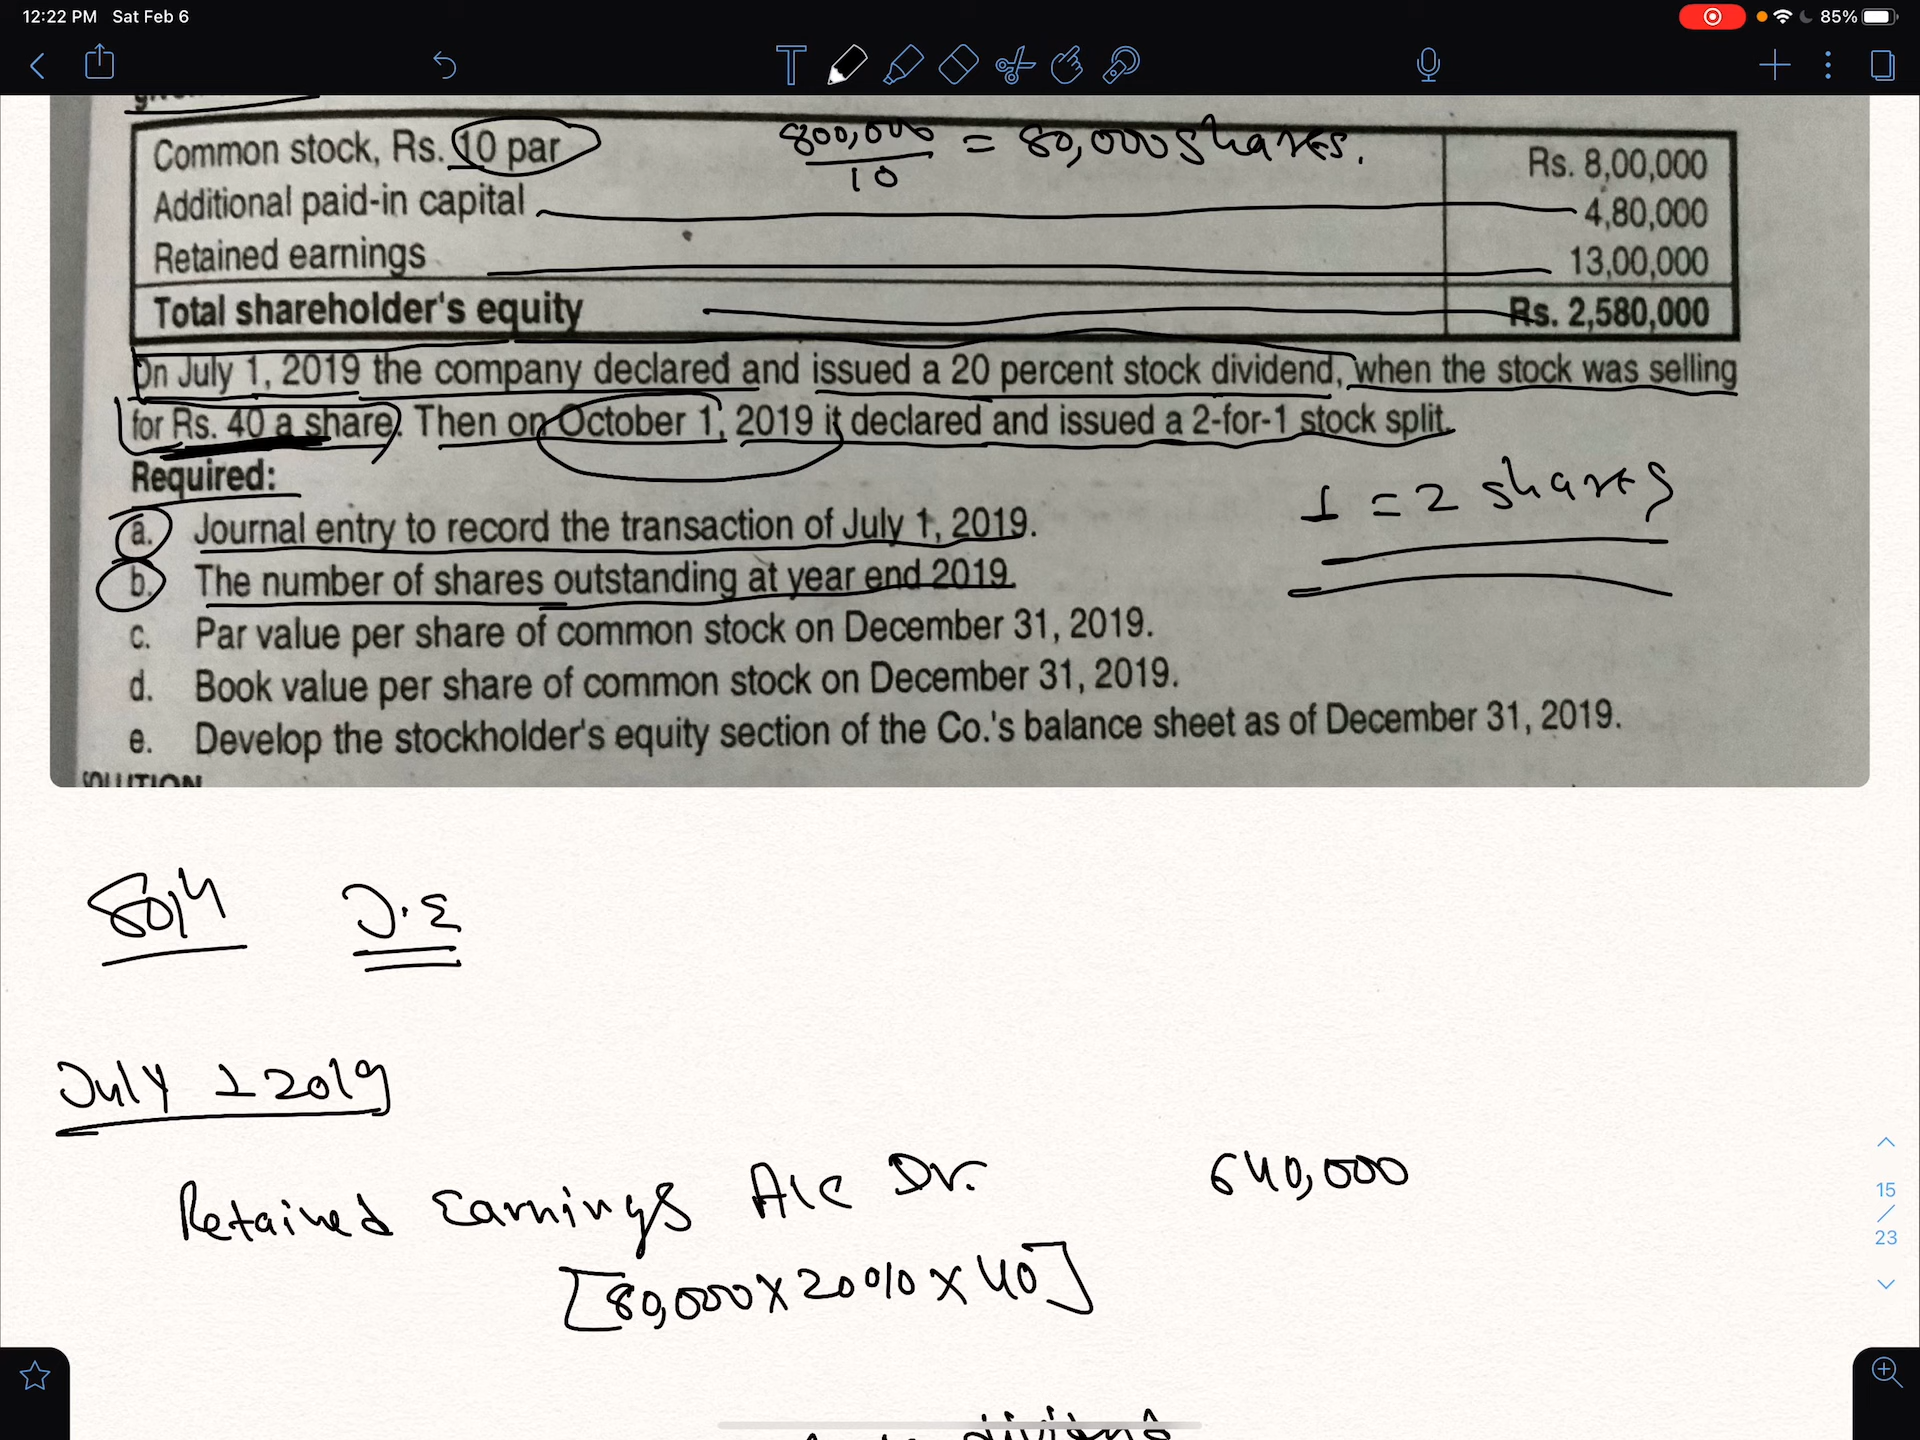 12:22 PM Sat Feb 6
85%
Common stock, Rs. 10 par 800,000/10 = 80,000 shares. Rs. 8,00,000
Additional paid-in capital 4,80,000
Retained earnings 13,00,000
Total shareholder's equity Rs. 2,580,000
On July 1, 2019 the company declared and issued a 20 percent stock dividend, when the stock was selling
for Rs. 40 a share. Then on October 1, 2019 it declared and issued a 2-for-1 stock split.
Required:
1 = 2 shares
a. Journal entry to record the transaction of July 1, 2019.
b. The number of shares outstanding at year end 2019.
c. Par value per share of common stock on December 31, 2019.
d. Book value per share of common stock on December 31, 2019.
e. Develop the stockholder's equity section of the Co.'s balance sheet as of December 31, 2019.
SOLUTION
Soln J.E
July 1 2019
Retained Earnings A/c Dr. 640,000
[80,000 X 20% X 40]
15
/
23
dividend